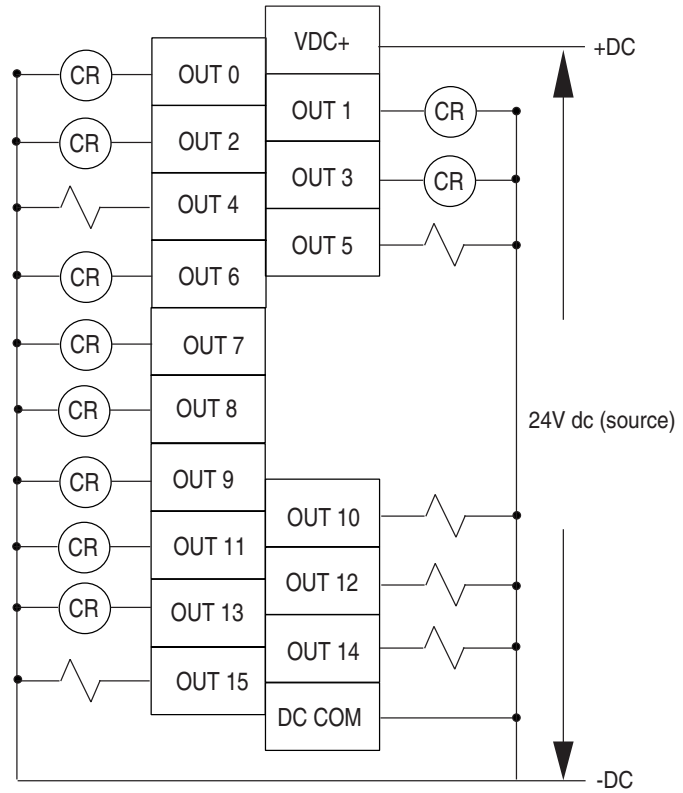 VDC+
+DC
CR
OUT 0
OUT 1
CR
CR
OUT 2
OUT 3
CR
OUT 4
OUT 5
CR
OUT 6
CR
OUT 7
CR
OUT 8
24V dc (source)
CR
OUT 9
OUT 10
CR
OUT 11
OUT 12
CR
OUT 13
OUT 14
OUT 15
DC COM
-DC